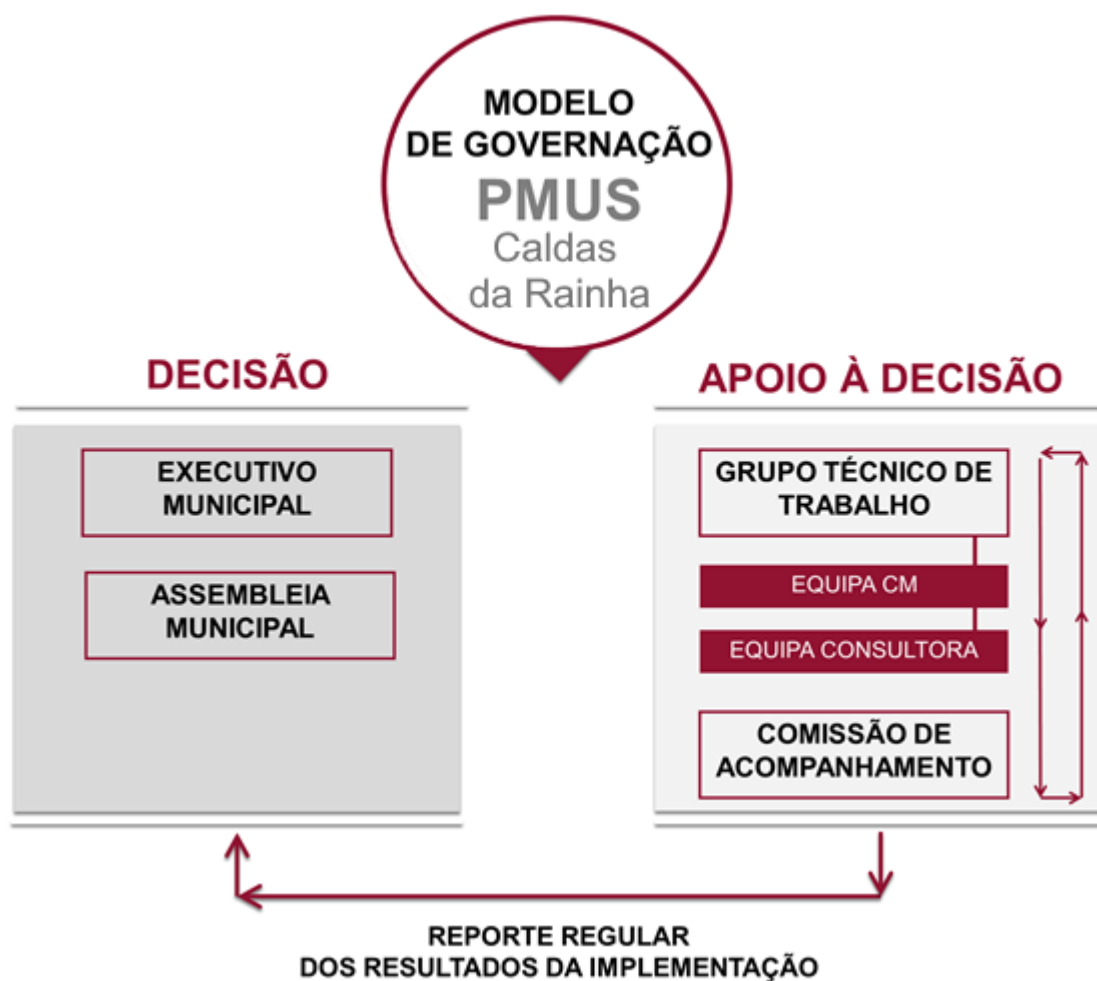 MODELO
DE GOVERNAÇÃO
PMUS
Caldas
da Rainha
DECISÃO
EXECUTIVO
MUNICIPAL
ASSEMBLEIA
MUNICIPAL
APOIO À DECISÃO
GRUPO TÉCNICO DE
TRABALHO
EQUIPA CM
EQUIPA CONSULTORA
COMISSÃO DE
ACOMPANHAMENTO
REPORTE REGULAR
DOS RESULTADOS DA IMPLEMENTAÇÃO